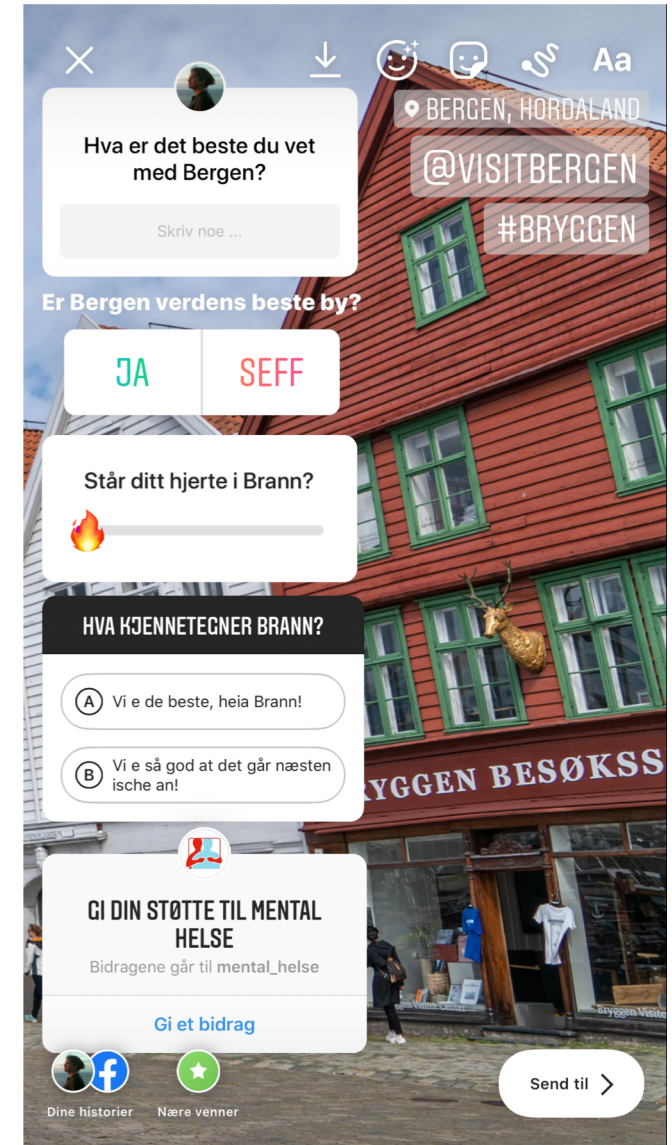 Aa
BERGEN, HORDALAND
@VISITBERGEN
#BRYGGEN
Hva er det beste du vet
med Bergen?
Skriv noe ...
Er Bergen verdens beste by?
JA
SEFF
Står ditt hjerte i Brann?
HVA KJENNETEGNER BRANN?
A Vi e de beste, heia Brann!
B Vi e så god at det går næsten
ische an!
RYGGEN BESØKSS
GI DIN STØTTE TIL MENTAL
HELSE
Bidragene går til mental_helse
Gi et bidrag
Bryggen Visito
Send til
Dine historier
Nære venner